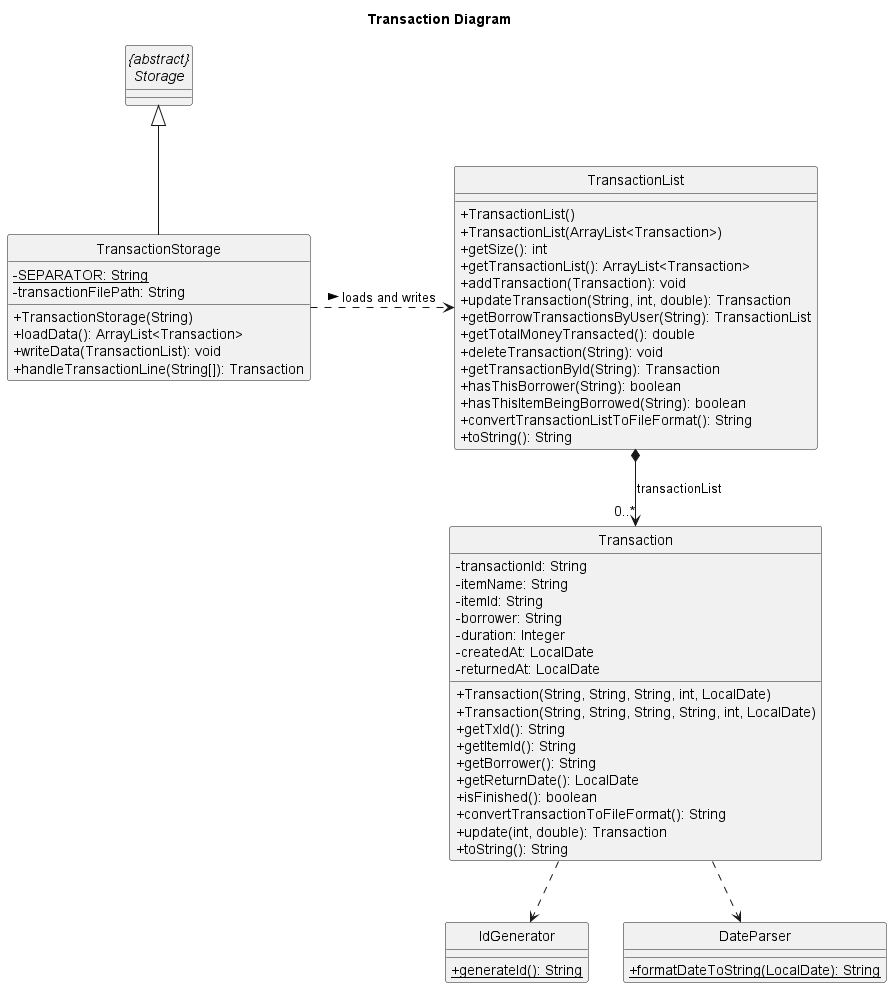 Transaction Diagram
{abstract}
Storage
TransactionStorage
-SEPARATOR: String
-transactionFilePath: String
+TransactionStorage(String)
+loadData(): ArrayList<Transaction>
+writeData(TransactionList): void
+handleTransactionLine(String[]): Transaction
loads and writes
TransactionList
+TransactionList()
+TransactionList(ArrayList<Transaction>)
+getSize(): int
+getTransactionList(): ArrayList<Transaction>
+addTransaction(Transaction): void
+updateTransaction(String, int, double): Transaction
+getBorrowTransactionsByUser(String): TransactionList
+getTotalMoneyTransacted(): double
+deleteTransaction(String): void
+getTransactionById(String): Transaction
+hasThisBorrower(String): boolean
+hasThisItemBeingBorrowed(String): boolean
+convertTransactionListToFileFormat(): String
+toString(): String
transactionList
0..*
Transaction
-transactionId: String
-itemName: String
-itemId: String
-borrower: String
-duration: Integer
-createdAt: LocalDate
-returnedAt: LocalDate
+Transaction(String, String, String, int, LocalDate)
+Transaction(String, String, String, String, int, LocalDate)
+getTxId(): String
+getItemId(): String
+getBorrower(): String
+getReturnDate(): LocalDate
+isFinished(): boolean
+convertTransactionToFileFormat(): String
+update(int, double): Transaction
+toString(): String
IdGenerator
+generateId(): String
DateParser
+formatDateToString(LocalDate): String